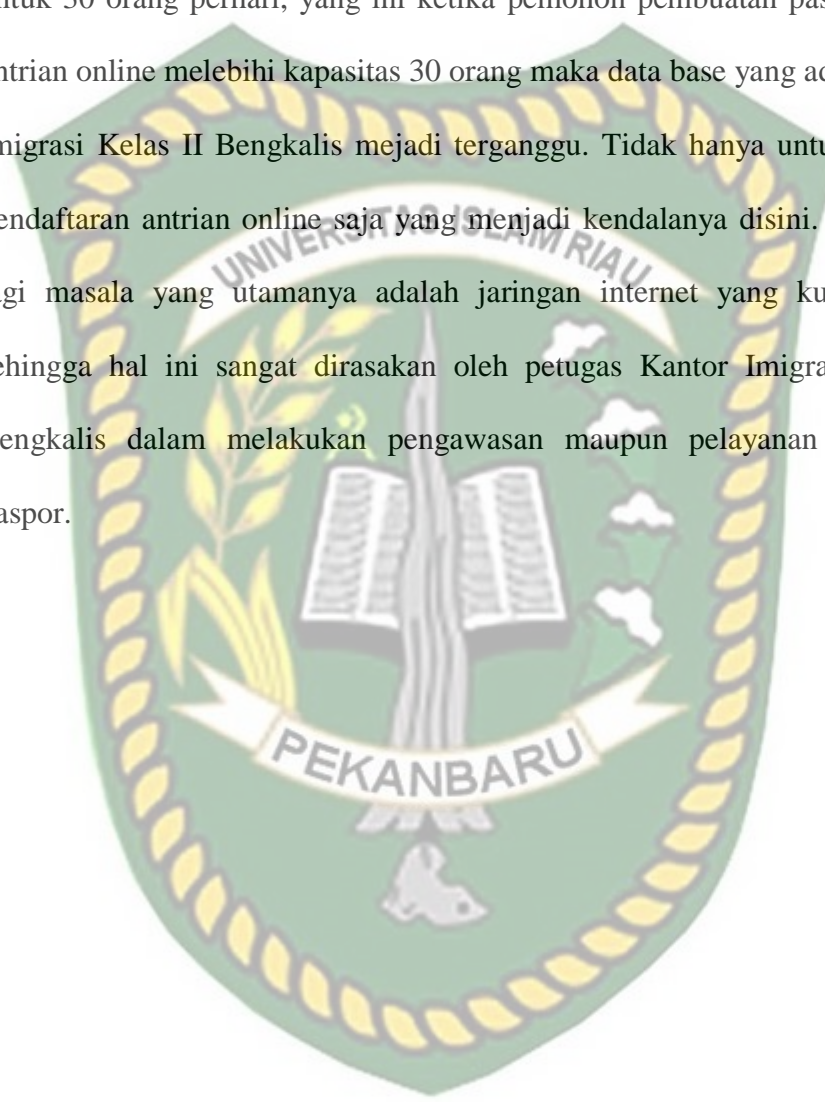 ntuk 30 orang perhari, yang ini ketika pemohon pembuatan pas
ntrian online melebihi kapasitas 30 orang maka data base yang ad
migrasi Kelas II Bengkalis mejadi terganggu. Tidak hanya untu
endaftaran antrian online saja yang menjadi kendalanya disini.
agi masala yang utamanya adalah jaringan internet yang ku
ehingga hal ini sangat dirasakan oleh petugas Kantor Imigra
engkalis dalam melakukan pengawasan maupun pelayanan
aspor.
UNIVERSITAS ISLAM RIAU
PEKANBARU